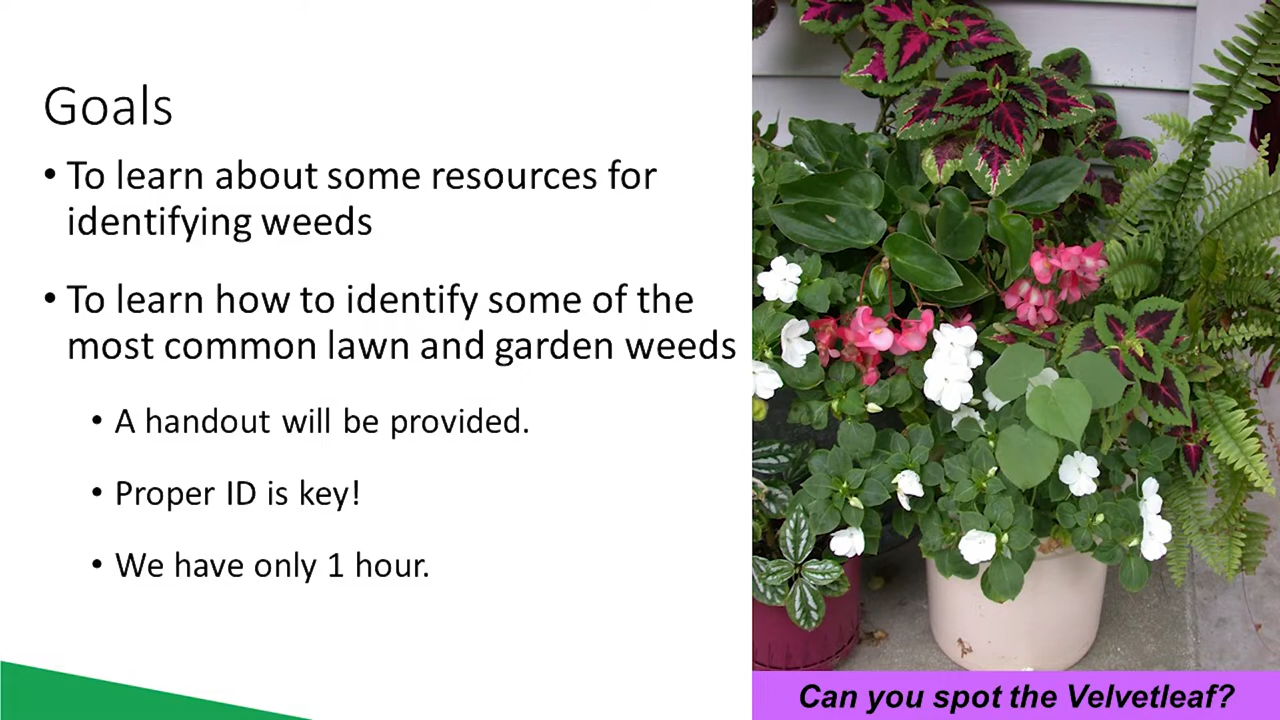 Goals
• To learn about some resources for
identifying weeds
• To learn how to identify some of the
most common lawn and garden weeds
• A handout will be provided.
• Proper ID is key!
• We have only 1 hour.
Can you spot the Velvetleaf?